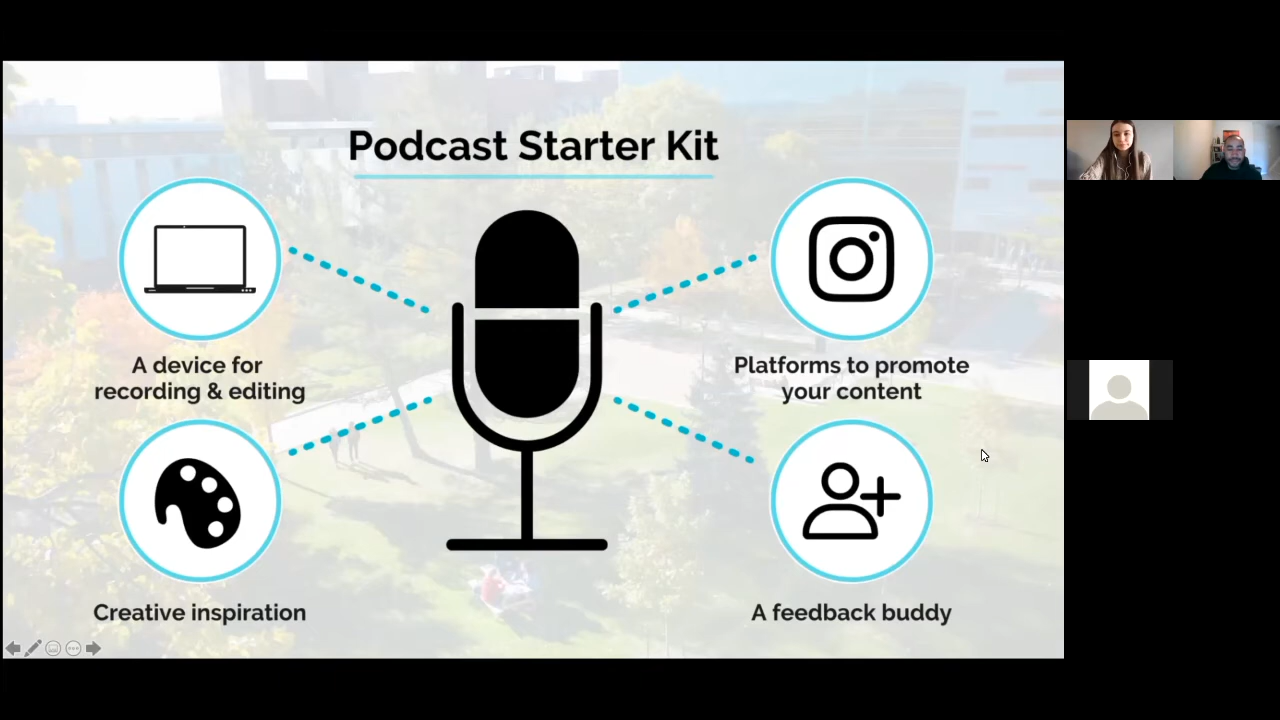 Podcast Starter Kit
A device for
recording & editing
Platforms to promote
your content
Creative inspiration
A feedback buddy